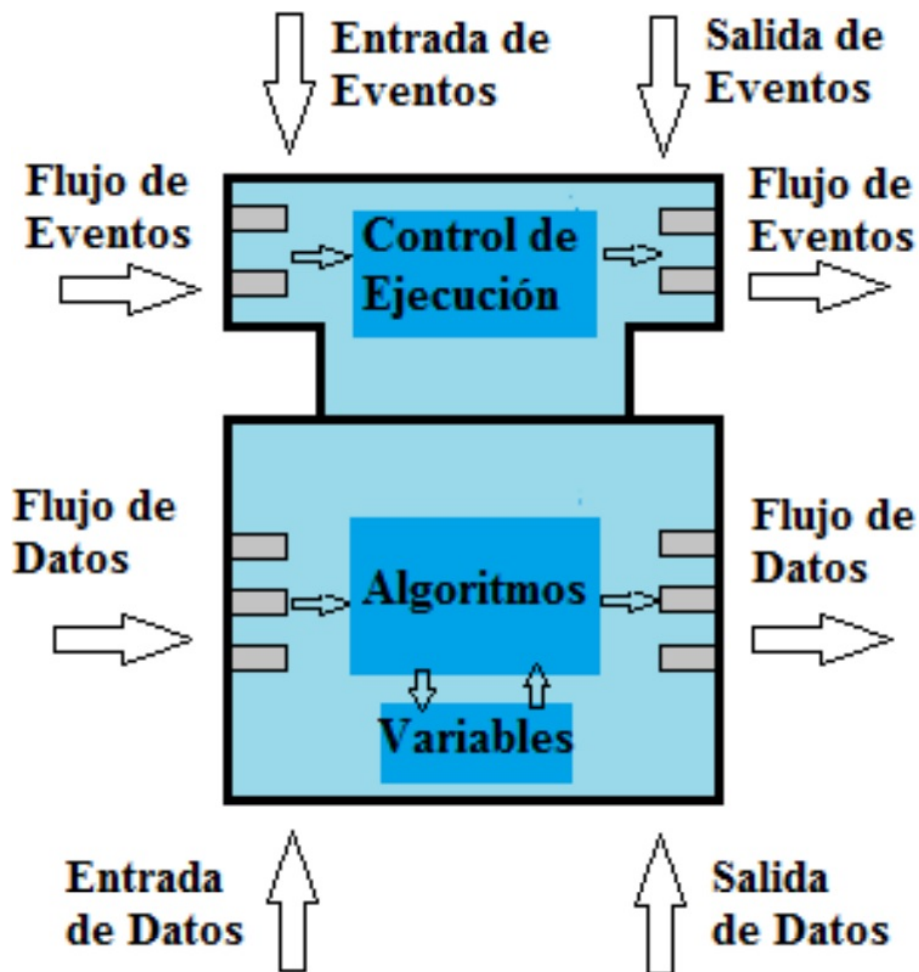 Entrada de
Eventos
Salida de
Eventos
Flujo de
Eventos
Control de
Ejecución
Flujo de
Eventos
Flujo de
Datos
Algoritmos
Variables
Flujo de
Datos
Entrada
de Datos
Salida
de Datos